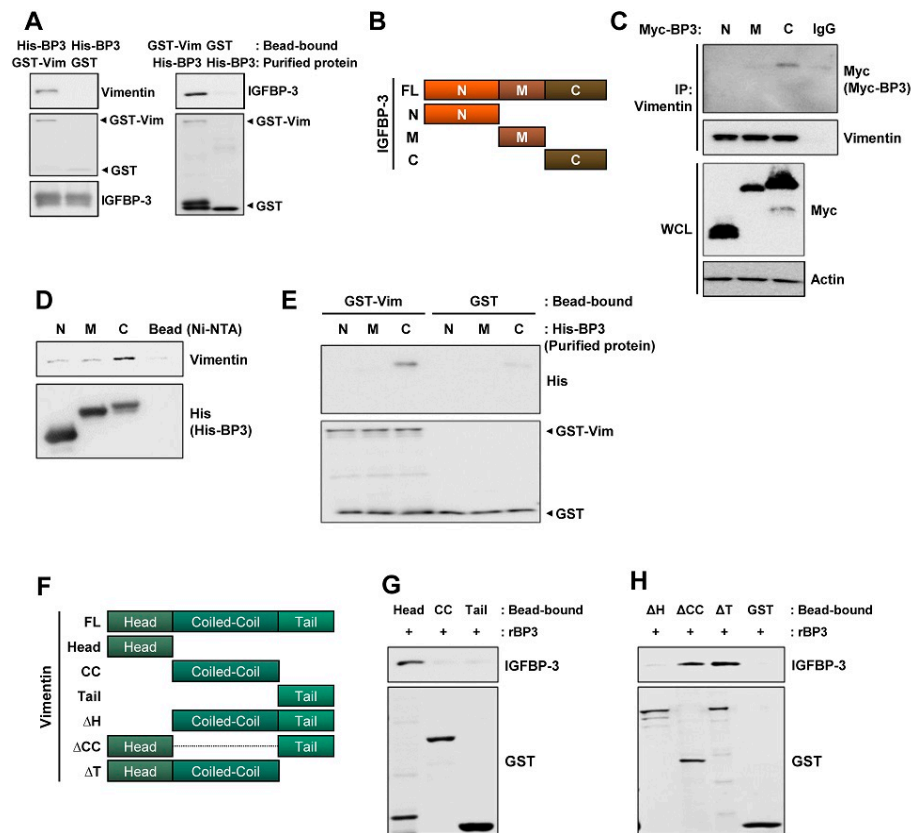 A
His-BP3 His-BP3
GST-Vim GST
Vimentin
◄ GST-Vim
◄ GST
IGFBP-3
GST-Vim GST : Bead-bound
His-BP3 His-BP3: Purified protein
IGFBP-3
◄ GST-Vim
◄ GST
B
IGFBP-3
FL N M C
N N
M M
C C
C
Myc-BP3: N M C IgG
IP: Vimentin
Myc
(Myc-BP3)
Vimentin
WCL
Myc
Actin
D
N M C Bead (Ni-NTA)
Vimentin
His
(His-BP3)
E
GST-Vim GST : Bead-bound
N M C N M C : His-BP3
(Purified protein)
His
◄ GST-Vim
◄ GST
F
Vimentin
FL Head Coiled-Coil Tail
Head Head
CC Coiled-Coil
Tail Tail
ΔH Coiled-Coil Tail
ΔCC Head Tail
ΔT Head Coiled-Coil
G
Head CC Tail : Bead-bound
+ + + : rBP3
IGFBP-3
GST
H
ΔH ΔCC ΔT GST : Bead-bound
+ + + + : rBP3
IGFBP-3
GST